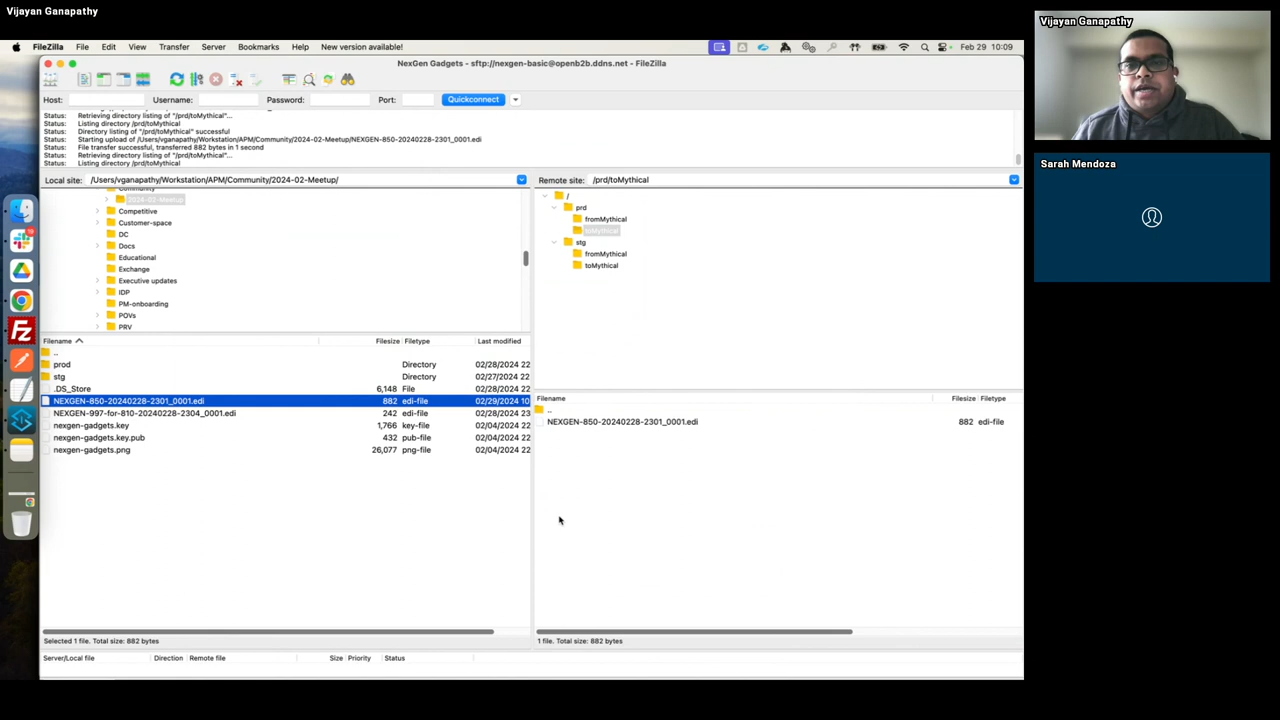 Vijayan Ganapathy
Vijayan Ganapathy
Sarah Mendoza
FileZilla File Edit View Transfer Server Bookmarks Help New version available! Feb 29 10:09
NexGen Gadgets - sftp://nexgen-basic@openb2b.ddns.net - FileZilla
Host: Username: Password: Port: Quickconnect
Status: Retrieving directory listing of "/prd/toMythical"...
Status: Listing directory /prd/toMythical
Status: Directory listing of "/prd/toMythical" successful
Status: Starting upload of /Users/vganapathy/Workstation/APM/Community/2024-02-Meetup/NEXGEN-850-20240228-2301_0001.edi
Status: File transfer successful, transferred 882 bytes in 1 second
Status: Retrieving directory listing of "/prd/toMythical"...
Status: Listing directory /prd/toMythical
Local site: /Users/vganapathy/Workstation/APM/Community/2024-02-Meetup/
Community
2024-02-Meetup
Competitive
Customer-space
DC
Docs
Educational
Exchange
Executive updates
IDP
PM-onboarding
POVs
PRV
Remote site: /prd/toMythical
/
prd
fromMythical
toMythical
stg
fromMythical
toMythical
Filename Filesize Filetype Last modified
..
prod Directory 02/28/2024 22
stg Directory 02/27/2024 22
.DS_Store 6,148 File 02/28/2024 22
NEXGEN-850-20240228-2301_0001.edi 882 edi-file 02/29/2024 10
NEXGEN-997-for-810-20240228-2304_0001.edi 242 edi-file 02/28/2024 23
nexgen-gadgets.key 1,766 key-file 02/04/2024 22
nexgen-gadgets.key.pub 432 pub-file 02/04/2024 22
nexgen-gadgets.png 26,077 png-file 02/04/2024 22
Filename Filesize Filetype
..
NEXGEN-850-20240228-2301_0001.edi 882 edi-file
Selected 1 file. Total size: 882 bytes
1 file. Total size: 882 bytes
Server/Local file Direction Remote file Size Priority Status